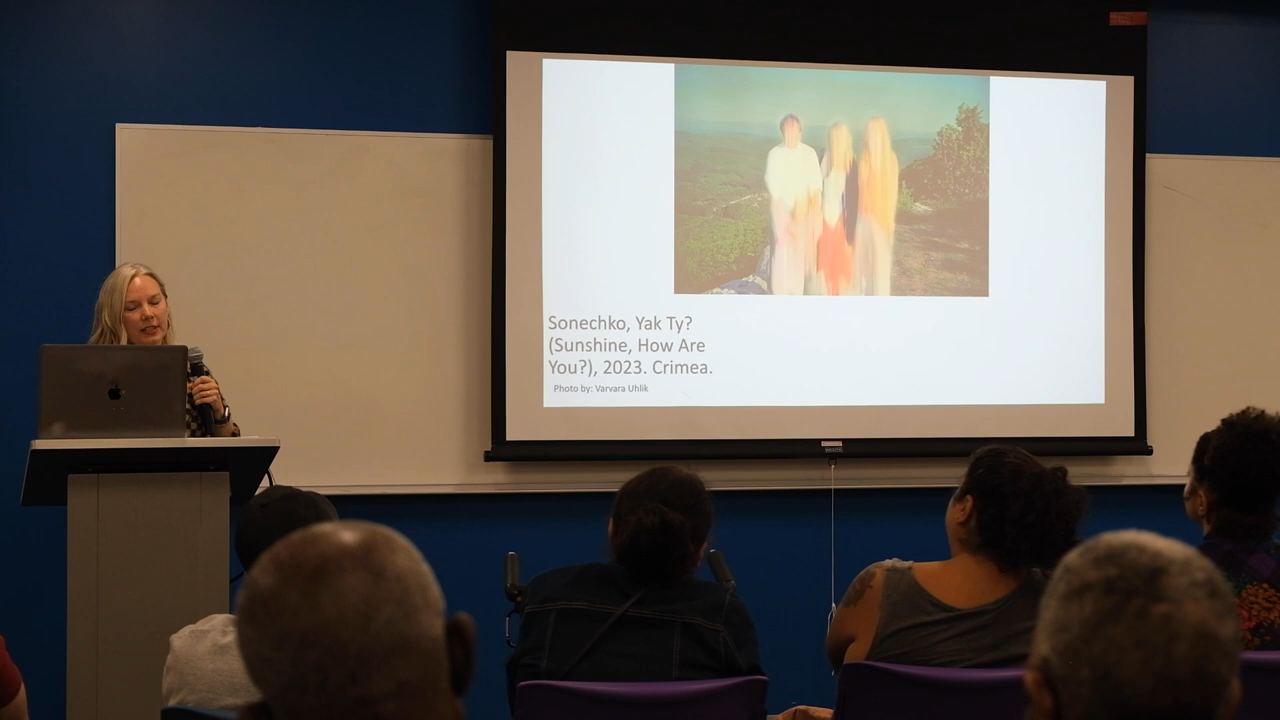 Sonechko, Yak Ty?
(Sunshine, How Are
You?), 2023. Crimea.
Photo by: Varvara Uhlik